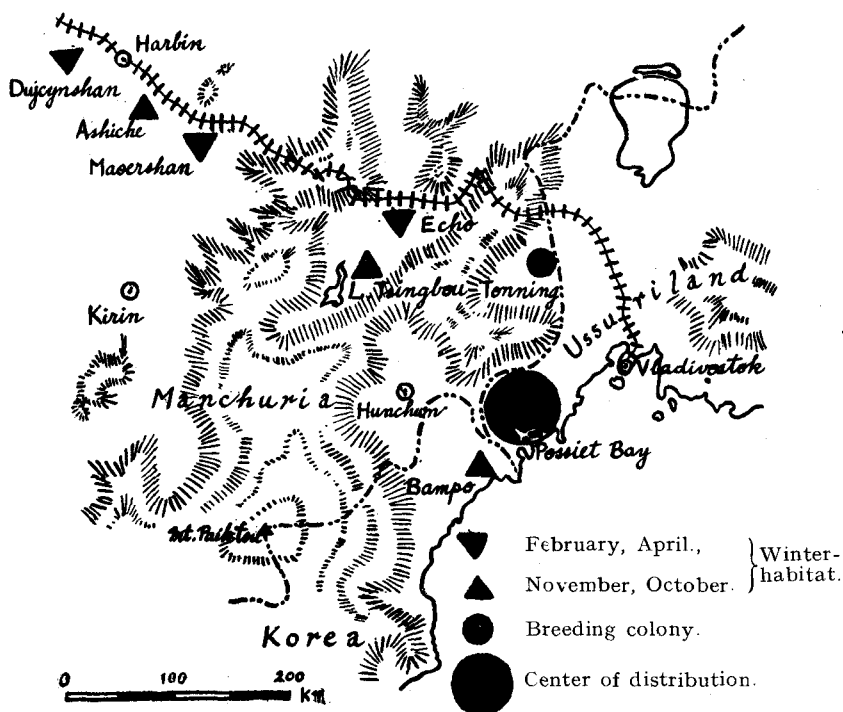 Harbin
Dujcynshan
Ashiche
Maoershan
Echo
L. Tsingbou
Tonning
Kirin
Ussuriland
Vladivostok
Manchuria
Hunchun
Possiet Bay
Bampo
Mt. Paiktusan
Korea
February, April.,
November, October.
Winter-
habitat.
Breeding colony.
Center of distribution.
0 100 200
KM